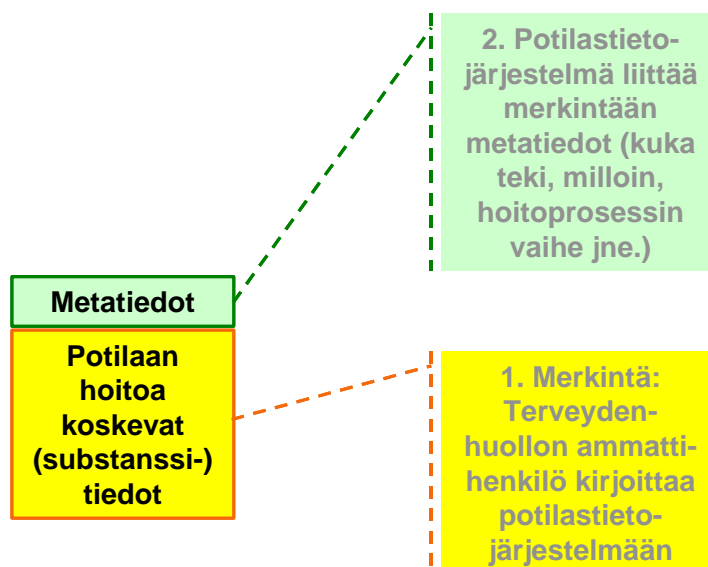 2. Potilastieto-
järjestelmä liittää
merkintään
metatiedot (kuka
teki, milloin,
hoitoprosessin
vaihe jne.)
Metatiedot
Potilaan
hoitoa
koskevat
(substanssi-)
tiedot
1. Merkintä:
Terveyden-
huollon ammatti-
henkilö kirjoittaa
potilastieto-
järjestelmään